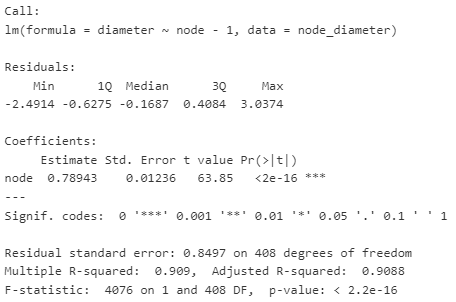 Call:
lm(formula = diameter ~ node - 1, data = node_diameter)
Residuals:
Min 1Q Median 3Q Max
-2.4914 -0.6275 -0.1687 0.4084 3.0374
Coefficients:
Estimate Std. Error t value Pr(>|t|)
node 0.78943 0.01236 63.85 <2e-16 ***
---
Signif. codes: 0 '***' 0.001 '**' 0.01 '*' 0.05 '.' 0.1 ' ' 1
Residual standard error: 0.8497 on 408 degrees of freedom
Multiple R-squared: 0.909, Adjusted R-squared: 0.9088
F-statistic: 4076 on 1 and 408 DF, p-value: < 2.2e-16